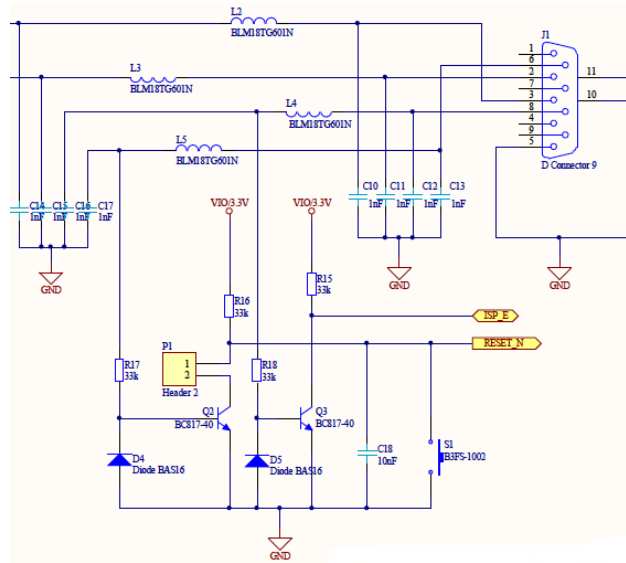 L2
BLM18TG601N
J1
1
6
2
7
3
8
4
9
5
11
10
D Connector 9
L3
BLM18TG601N
L4
BLM18TG601N
L5
BLM18TG601N
C14
1nF
C15
1nF
C16
1nF
C17
1nF
C10
1nF
C11
1nF
C12
1nF
C13
1nF
GND
GND
GND
VIO/3.3V
VIO/3.3V
R16
33k
R15
33k
ISP_E
RESET_N
P1
1
2
Header 2
R17
33k
R18
33k
Q2
BC817-40
Q3
BC817-40
D4
Diode BAS16
D5
Diode BAS16
C18
10nF
S1
B3FS-1002
GND